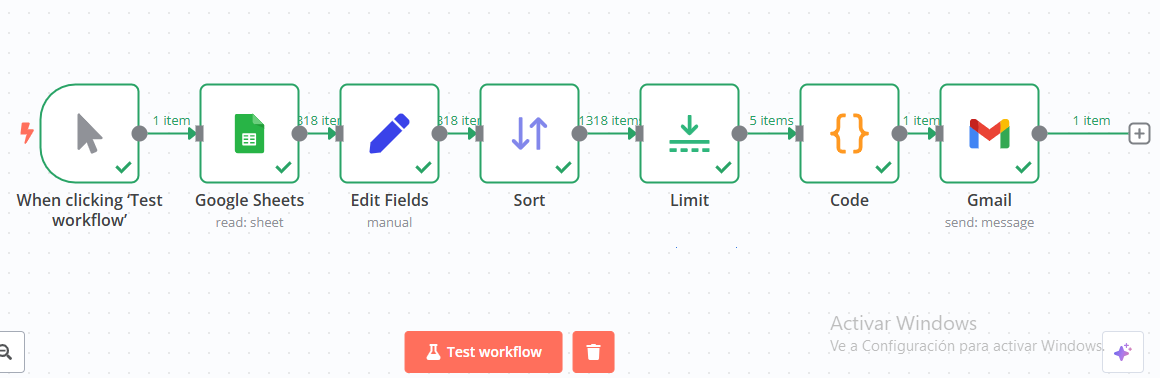 1 item
318 iter
318 iter
1318 items
5 items
1 item
1 item
When clicking ‘Test
workflow’
Google Sheets
read: sheet
Edit Fields
manual
Sort
Limit
Code
Gmail
send: message
Test workflow
Activar Windows
Ve a Configuración para activar Windows.